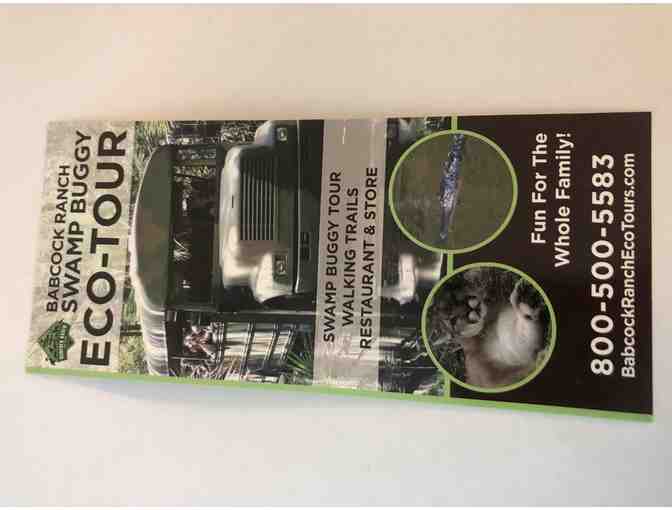 BABCOCK RANCH
SWAMP BUGGY
ECO-TOUR
SWAMP BUGGY TOUR
WALKING TRAILS
RESTAURANT & STORE
Fun For The
Whole Family!
800-500-5583
BabcockRanchEcoTours.com